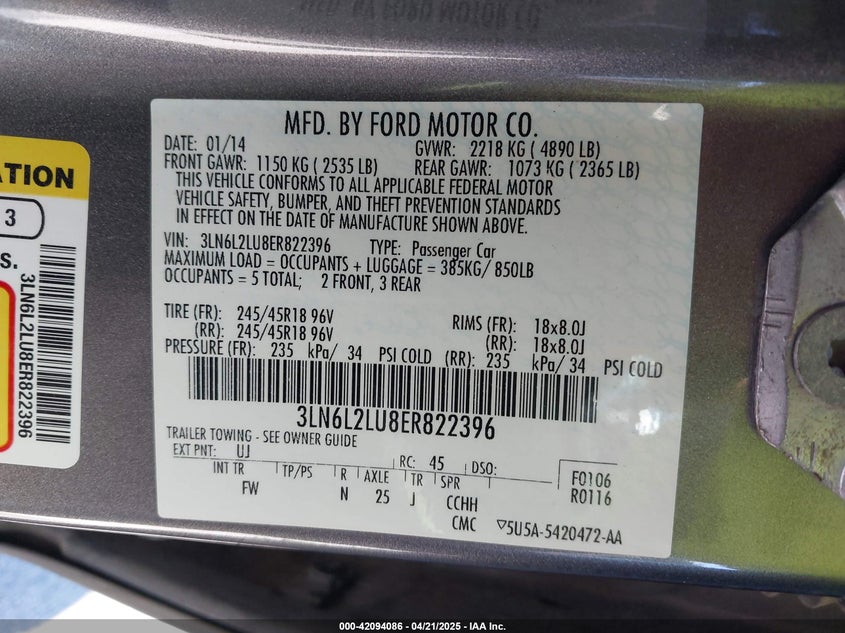 MFD. BY FORD MOTOR CO.
DATE: 01/14 GVWR: 2218 KG ( 4890 LB)
FRONT GAWR: 1150 KG ( 2535 LB) REAR GAWR: 1073 KG ( 2365 LB)
THIS VEHICLE CONFORMS TO ALL APPLICABLE FEDERAL MOTOR
VEHICLE SAFETY, BUMPER, AND THEFT PREVENTION STANDARDS
IN EFFECT ON THE DATE OF MANUFACTURE SHOWN ABOVE.
VIN: 3LN6L2LU8ER822396 TYPE: Passenger Car
MAXIMUM LOAD = OCCUPANTS + LUGGAGE = 385KG/ 850LB
OCCUPANTS = 5 TOTAL; 2 FRONT, 3 REAR
TIRE (FR): 245/45R18 96V RIMS (FR): 18x8.0J
(RR): 245/45R18 96V (RR): 18x8.0J
PRESSURE (FR): 235 kPa/ 34 PSI COLD (RR): 235 kPa/ 34 PSI COLD
3LN6L2LU8ER822396
TRAILER TOWING - SEE OWNER GUIDE
EXT PNT: UJ RC: 45 DSO:
INT TR TP/PS R AXLE TR SPR F0106
FW N 25 J CCHH R0116
CMC 5U5A-5420472-AA
ATION
3
S.
3LN6L2LU8ER822396
000-42094086 - 04/21/2025 - IAA Inc.